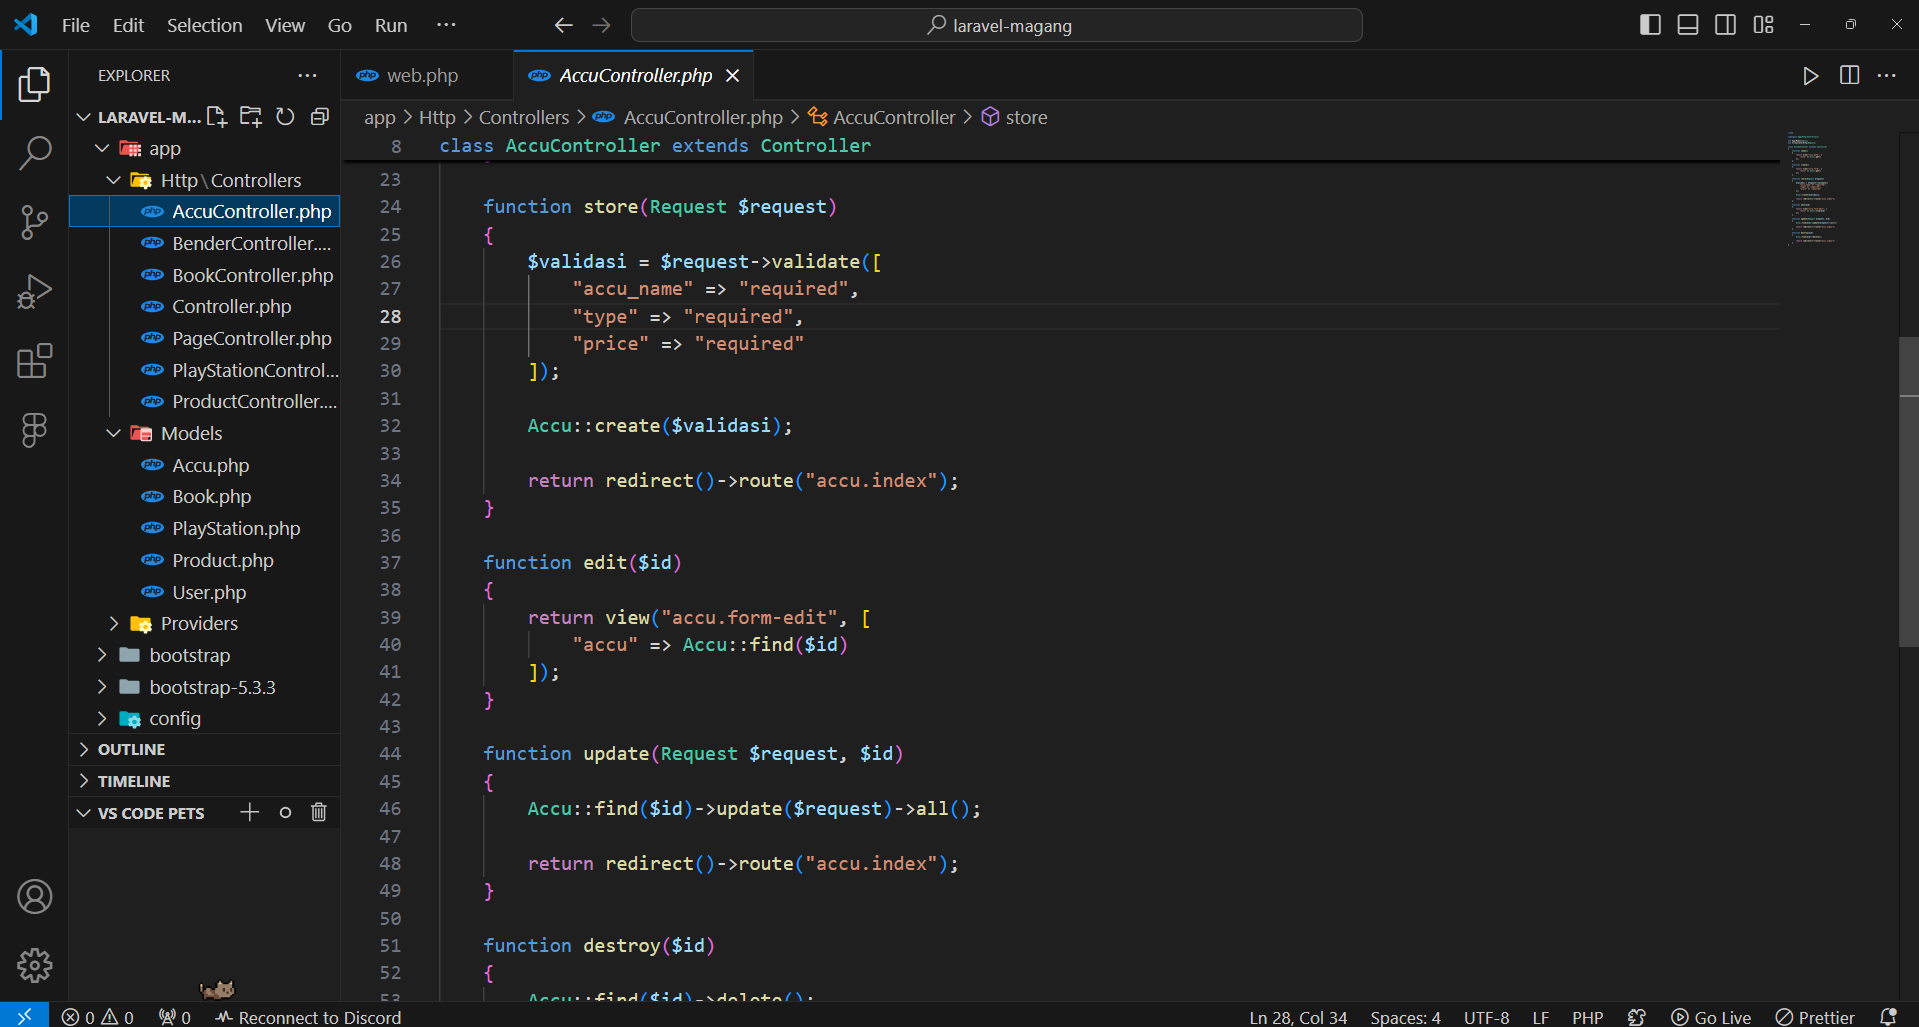 File Edit Selection View Go Run ···
laravel-magang
EXPLORER
LARAVEL-M...
app
Http\Controllers
AccuController.php
BenderController....
BookController.php
Controller.php
PageController.php
PlayStationControl...
ProductController....
Models
Accu.php
Book.php
PlayStation.php
Product.php
User.php
Providers
bootstrap
bootstrap-5.3.3
config
OUTLINE
TIMELINE
VS CODE PETS
php web.php
php AccuController.php
app > Http > Controllers > php AccuController.php > AccuController > store
8 class AccuController extends Controller
23
24 function store(Request $request)
25 {
26 $validasi = $request->validate([
27 "accu_name" => "required",
28 "type" => "required",
29 "price" => "required"
30 ]);
31
32 Accu::create($validasi);
33
34 return redirect()->route("accu.index");
35 }
36
37 function edit($id)
38 {
39 return view("accu.form-edit", [
40 "accu" => Accu::find($id)
41 ]);
42 }
43
44 function update(Request $request, $id)
45 {
46 Accu::find($id)->update($request)->all();
47
48 return redirect()->route("accu.index");
49 }
50
51 function destroy($id)
52 {
53 Accu::find($id)->delete();
0 0 0 Reconnect to Discord
Ln 28, Col 34 Spaces: 4 UTF-8 LF PHP Go Live Prettier